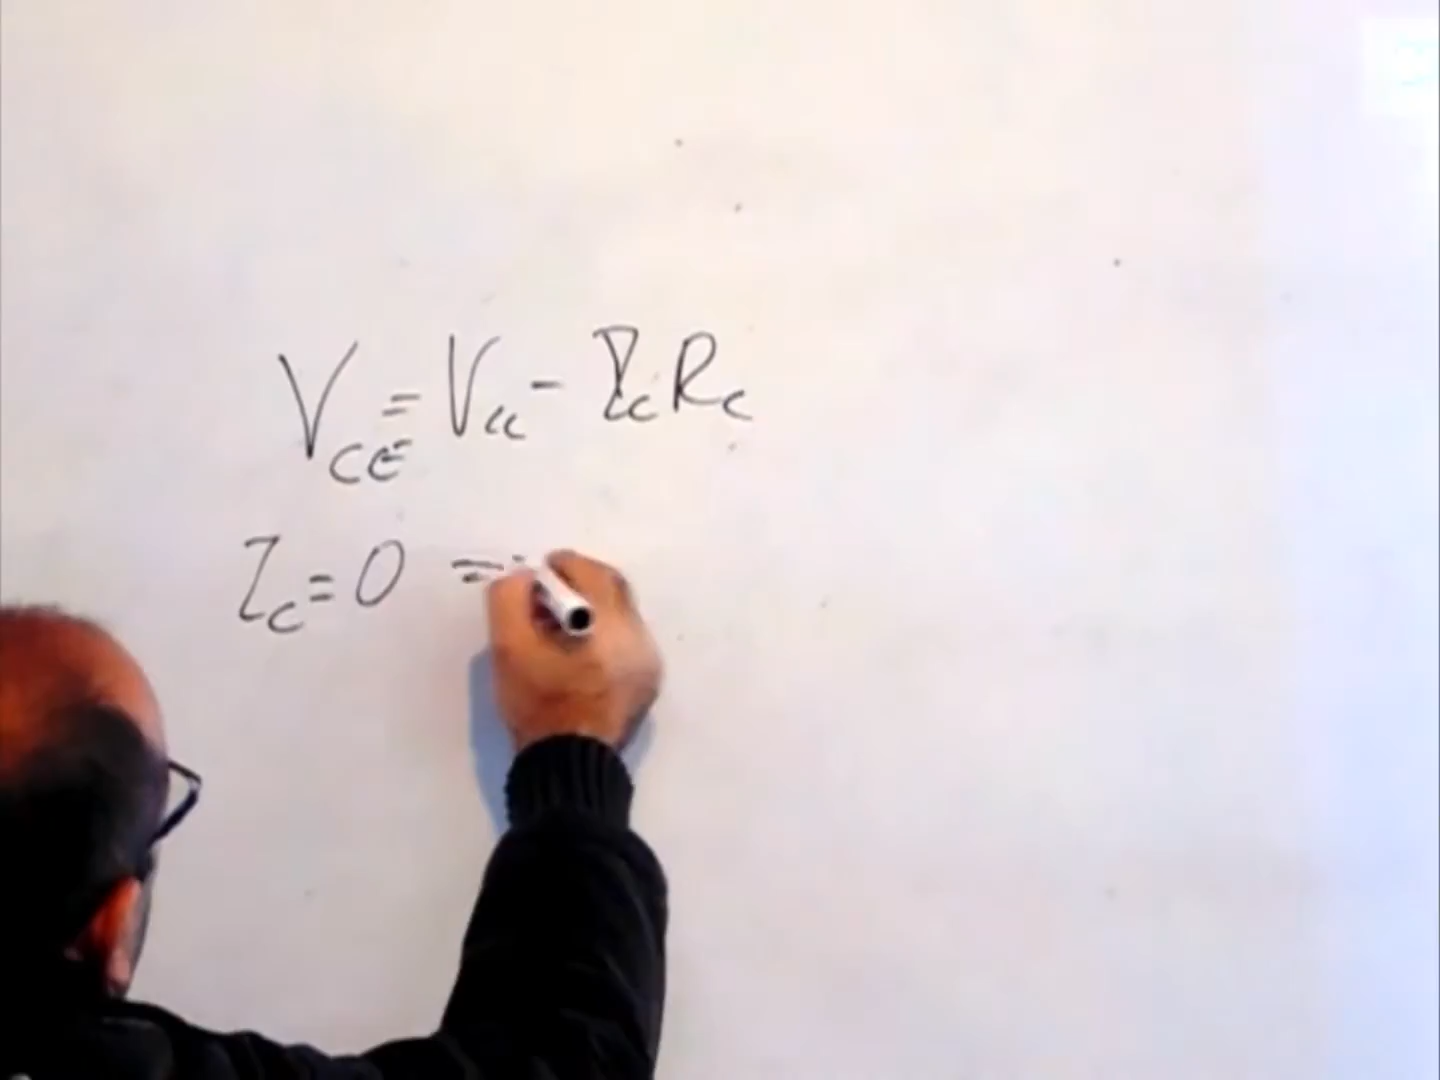 V_CE = V_cc - I_c R_c
I_c = 0 =>